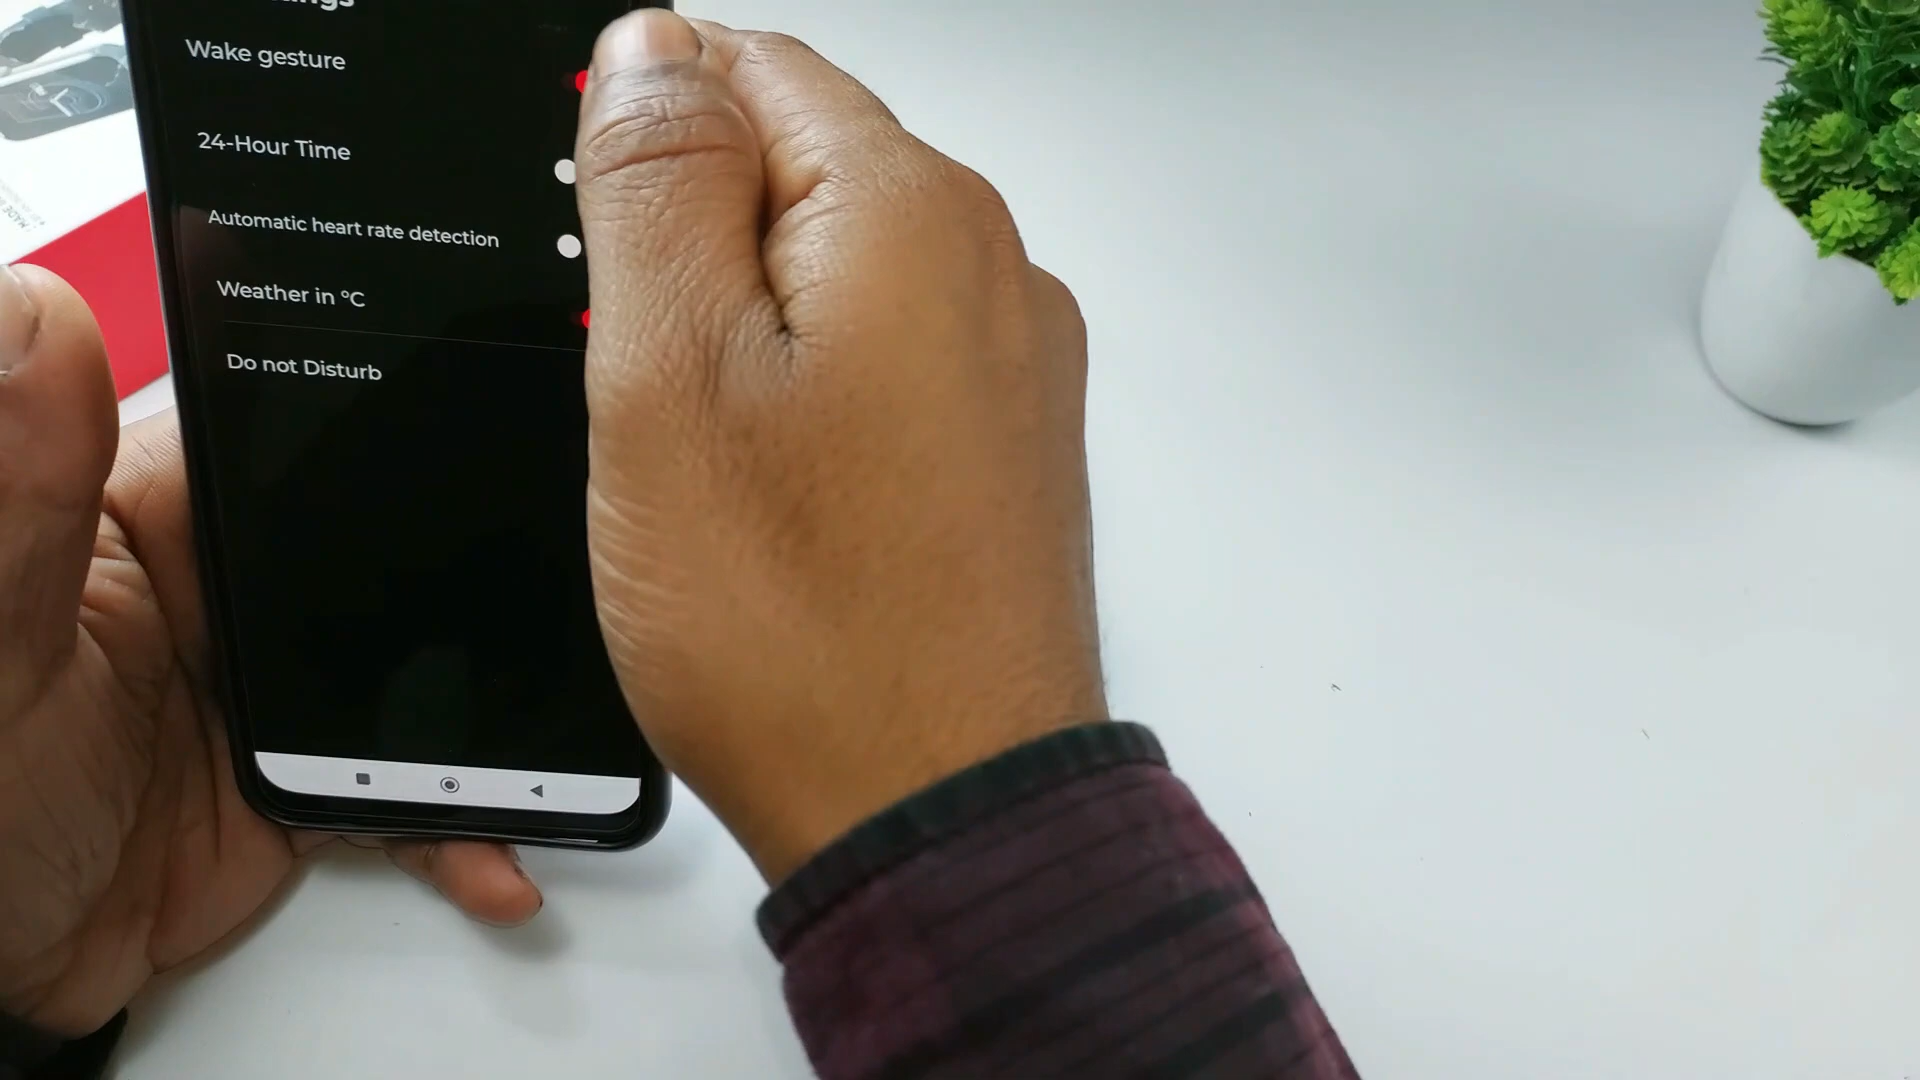 Wake gesture
24-Hour Time
Automatic heart rate detection
Weather in °C
Do not Disturb